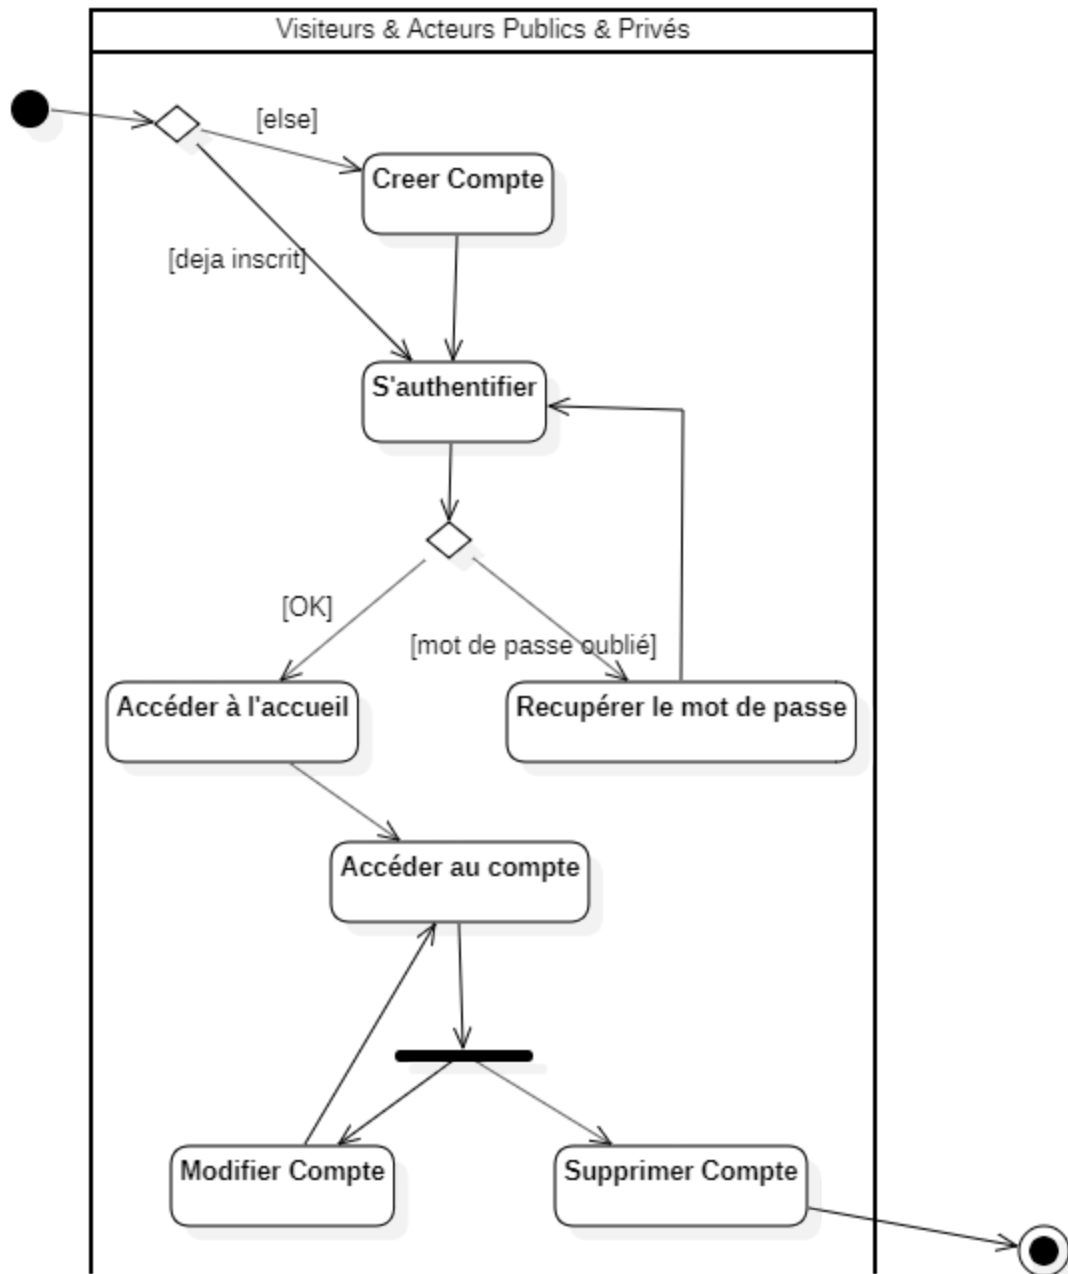 Visiteurs & Acteurs Publics & Privés
[else]
Creer Compte
[deja inscrit]
S'authentifier
[OK]
[mot de passe oublié]
Accéder à l'accueil
Recupérer le mot de passe
Accéder au compte
Modifier Compte
Supprimer Compte